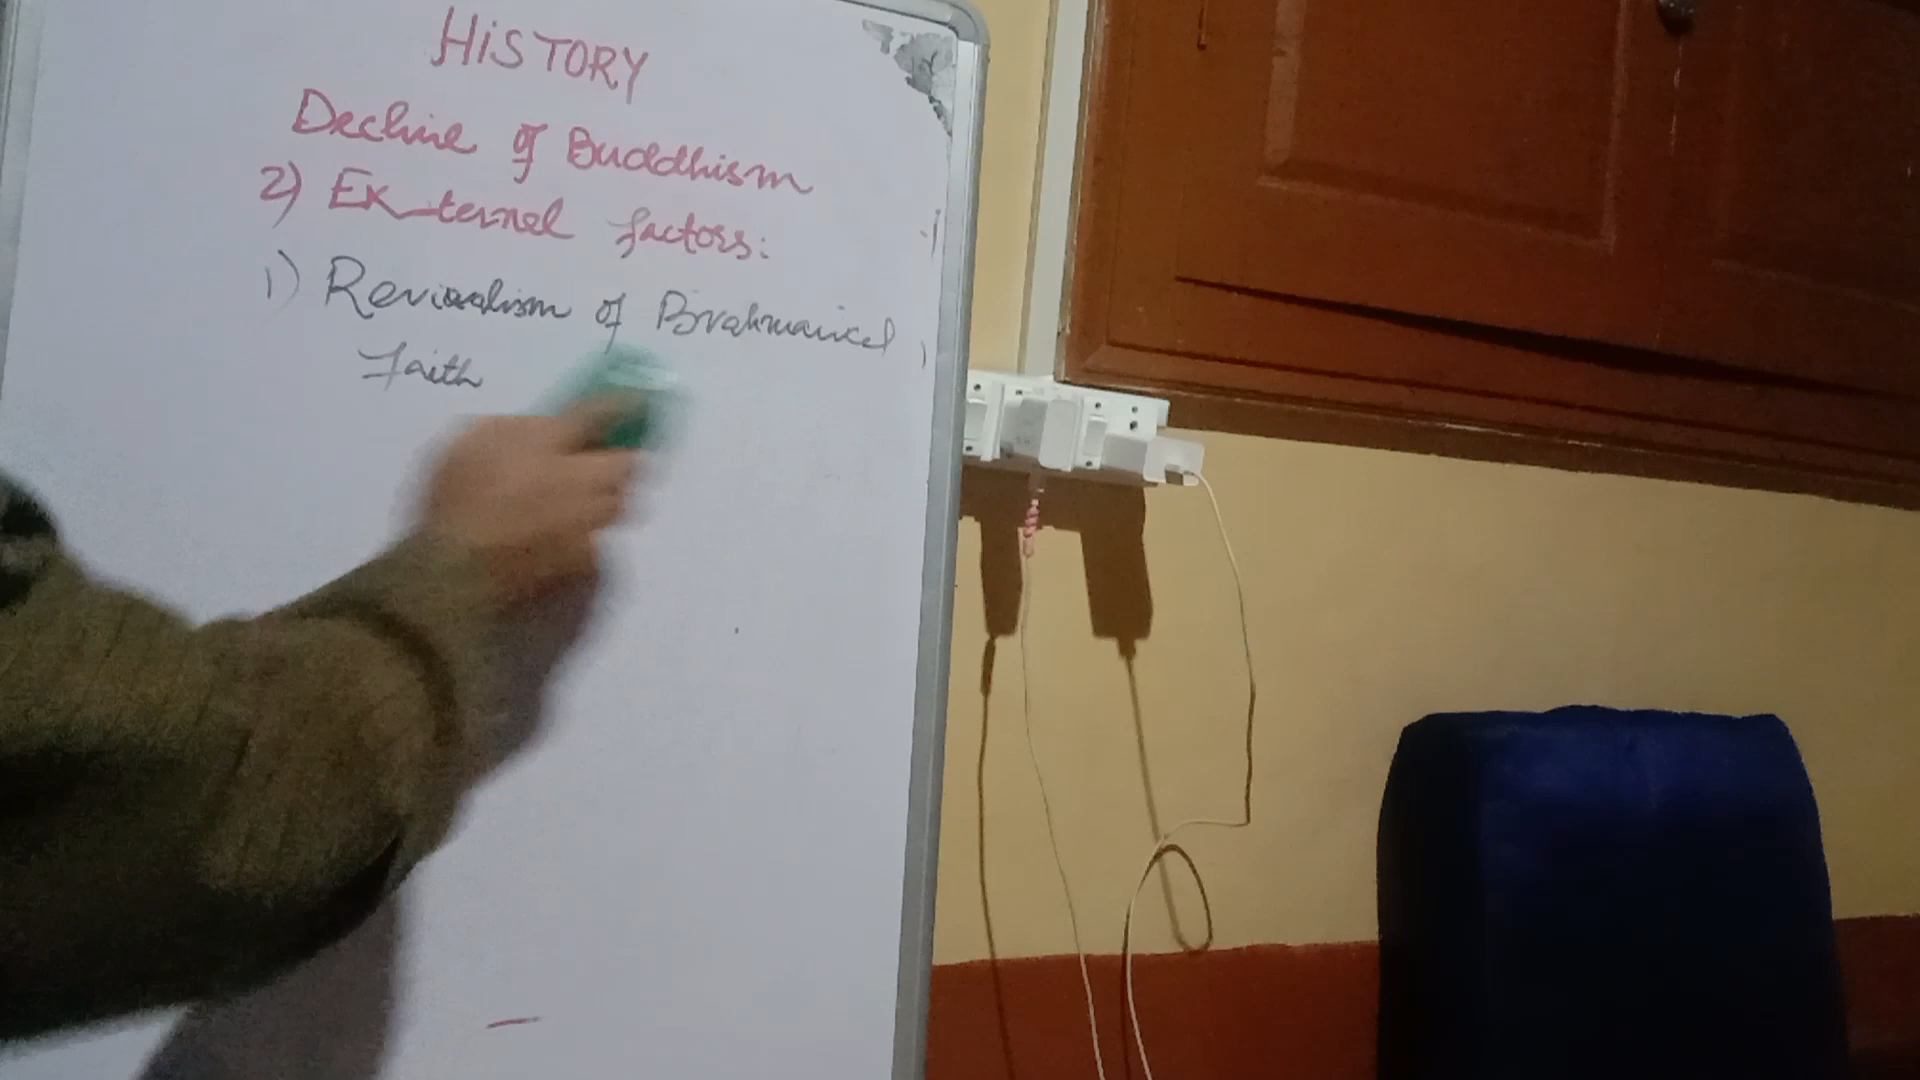 HiSTORY
Decline of Buddhism
2) External factors:
1) Revivalism of Brahmanical
faith